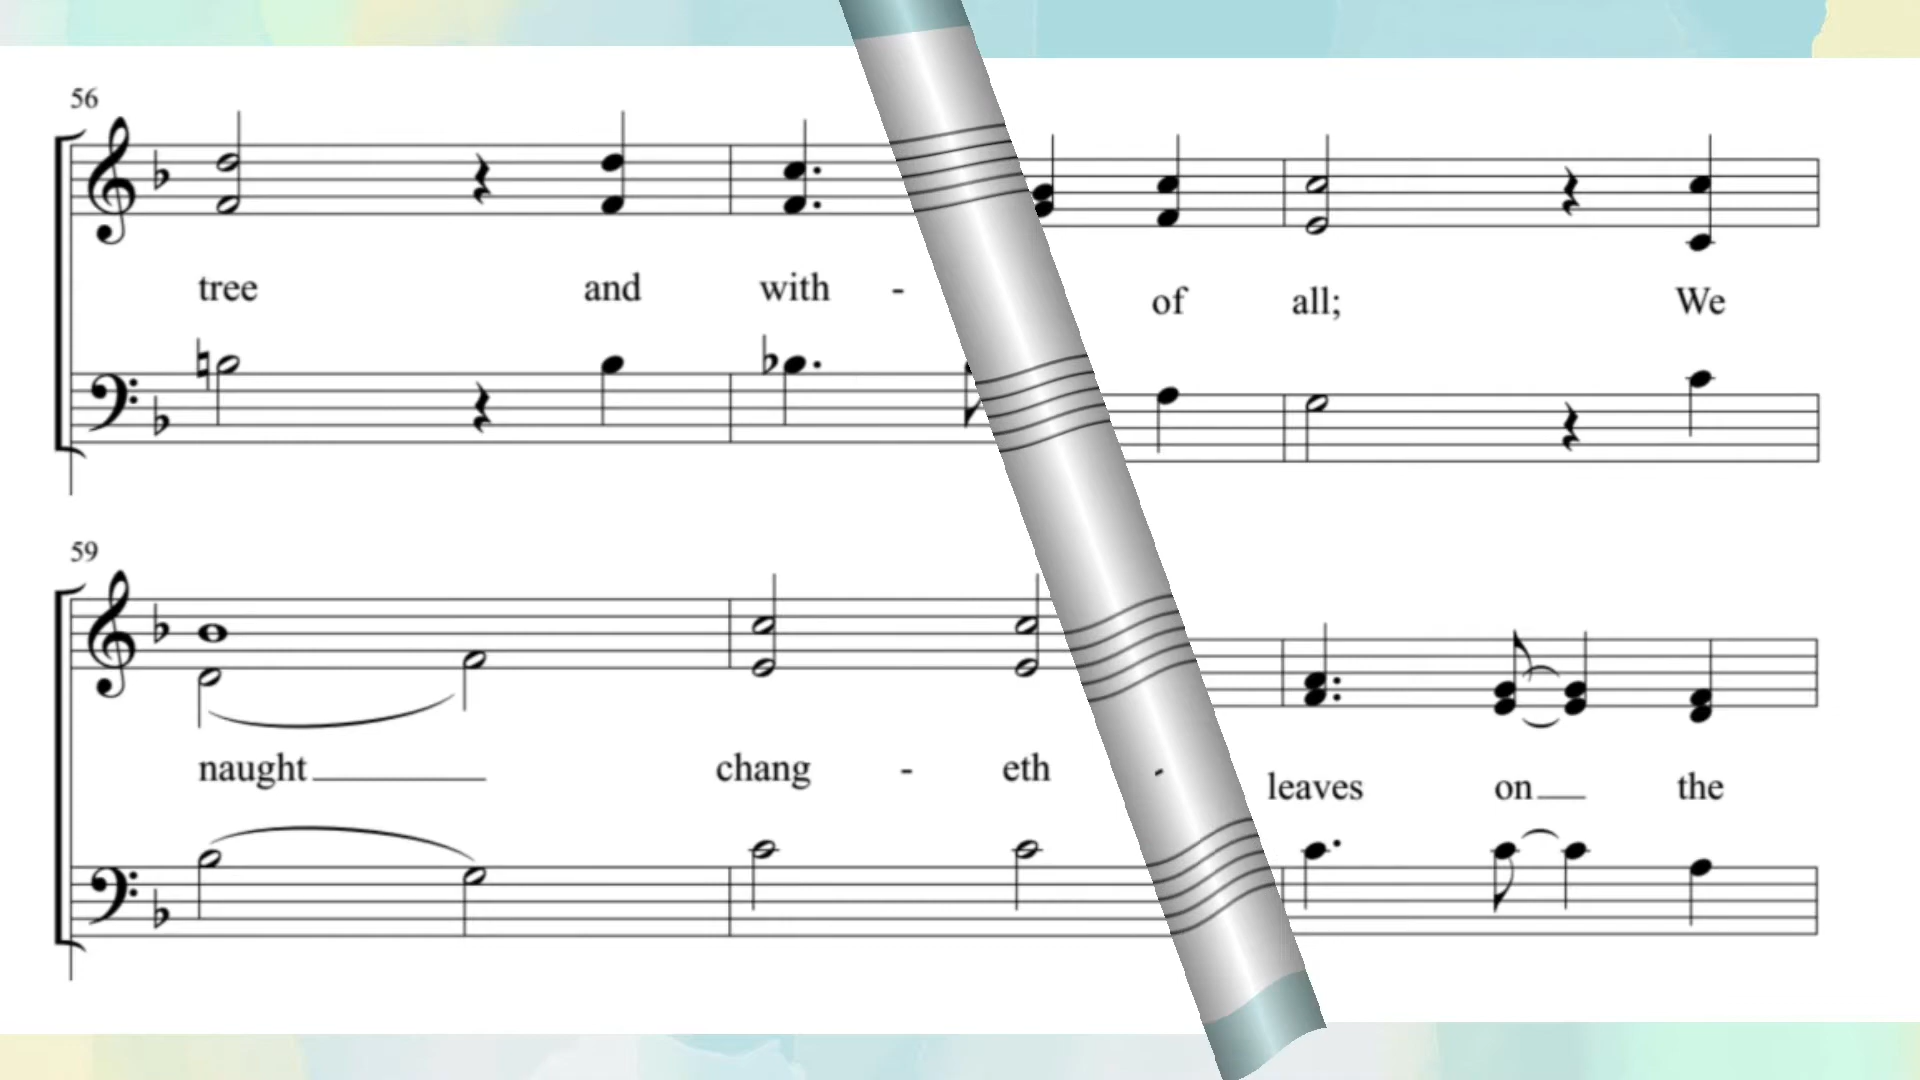 56
tree and with - of all; We
59
naught chang - eth - leaves on the